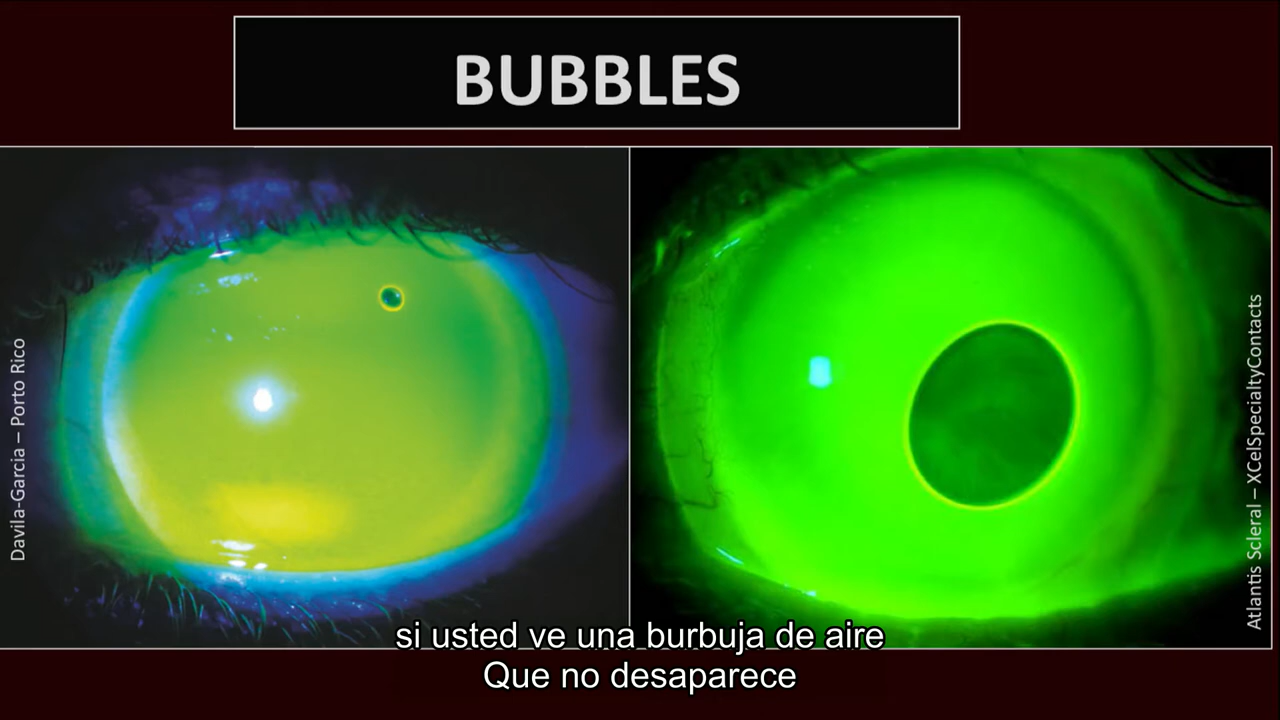 BUBBLES
Davila-Garcia – Porto Rico
Atlantis Scleral – XCelSpecialtyContacts
si usted ve una burbuja de aire
Que no desaparece